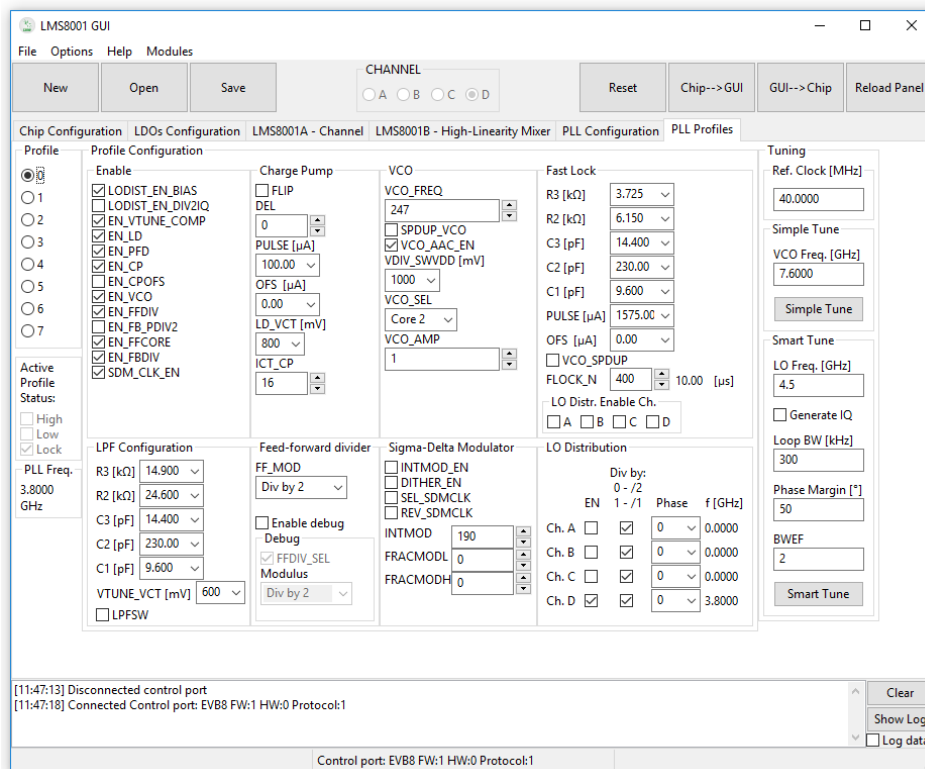 LMS8001 GUI
File Options Help Modules
New Open Save
CHANNEL
A B C D
Reset Chip-->GUI GUI-->Chip Reload Panel
Chip Configuration LDOs Configuration LMS8001A - Channel LMS8001B - High-Linearity Mixer PLL Configuration PLL Profiles
Profile
0
1
2
3
4
5
6
7
Active
Profile
Status:
High
Low
Lock
PLL Freq.
3.8000
GHz
Profile Configuration
Enable
LODIST_EN_BIAS
LODIST_EN_DIV2IQ
EN_VTUNE_COMP
EN_LD
EN_PFD
EN_CP
EN_CPOFS
EN_VCO
EN_FFDIV
EN_FB_PDIV2
EN_FFCORE
EN_FBDIV
SDM_CLK_EN
Charge Pump
FLIP
DEL
0
PULSE [µA]
100.00
OFS [µA]
0.00
LD_VCT [mV]
800
ICT_CP
16
VCO
VCO_FREQ
247
SPDUP_VCO
VCO_AAC_EN
VDIV_SWVDD [mV]
1000
VCO_SEL
Core 2
VCO_AMP
1
Fast Lock
R3 [kΩ] 3.725
R2 [kΩ] 6.150
C3 [pF] 14.400
C2 [pF] 230.00
C1 [pF] 9.600
PULSE [µA] 1575.00
OFS [µA] 0.00
VCO_SPDUP
FLOCK_N 400 10.00 [µs]
LO Distr. Enable Ch.
A B C D
LPF Configuration
R3 [kΩ] 14.900
R2 [kΩ] 24.600
C3 [pF] 14.400
C2 [pF] 230.00
C1 [pF] 9.600
VTUNE_VCT [mV] 600
LPFSW
Feed-forward divider
FF_MOD
Div by 2
Enable debug
Debug
FFDIV_SEL
Modulus
Div by 2
Sigma-Delta Modulator
INTMOD_EN
DITHER_EN
SEL_SDMCLK
REV_SDMCLK
INTMOD 190
FRACMODL 0
FRACMODH 0
LO Distribution
Div by:
0 - /2
EN 1 - /1 Phase f [GHz]
Ch. A 0 0.0000
Ch. B 0 0.0000
Ch. C 0 0.0000
Ch. D 0 3.8000
Tuning
Ref. Clock [MHz]
40.0000
Simple Tune
VCO Freq. [GHz]
7.6000
Simple Tune
Smart Tune
LO Freq. [GHz]
4.5
Generate IQ
Loop BW [kHz]
300
Phase Margin [°]
50
BWEF
2
Smart Tune
[11:47:13] Disconnected control port
[11:47:18] Connected Control port: EVB8 FW:1 HW:0 Protocol:1
Clear
Show Log
Log data
Control port: EVB8 FW:1 HW:0 Protocol:1